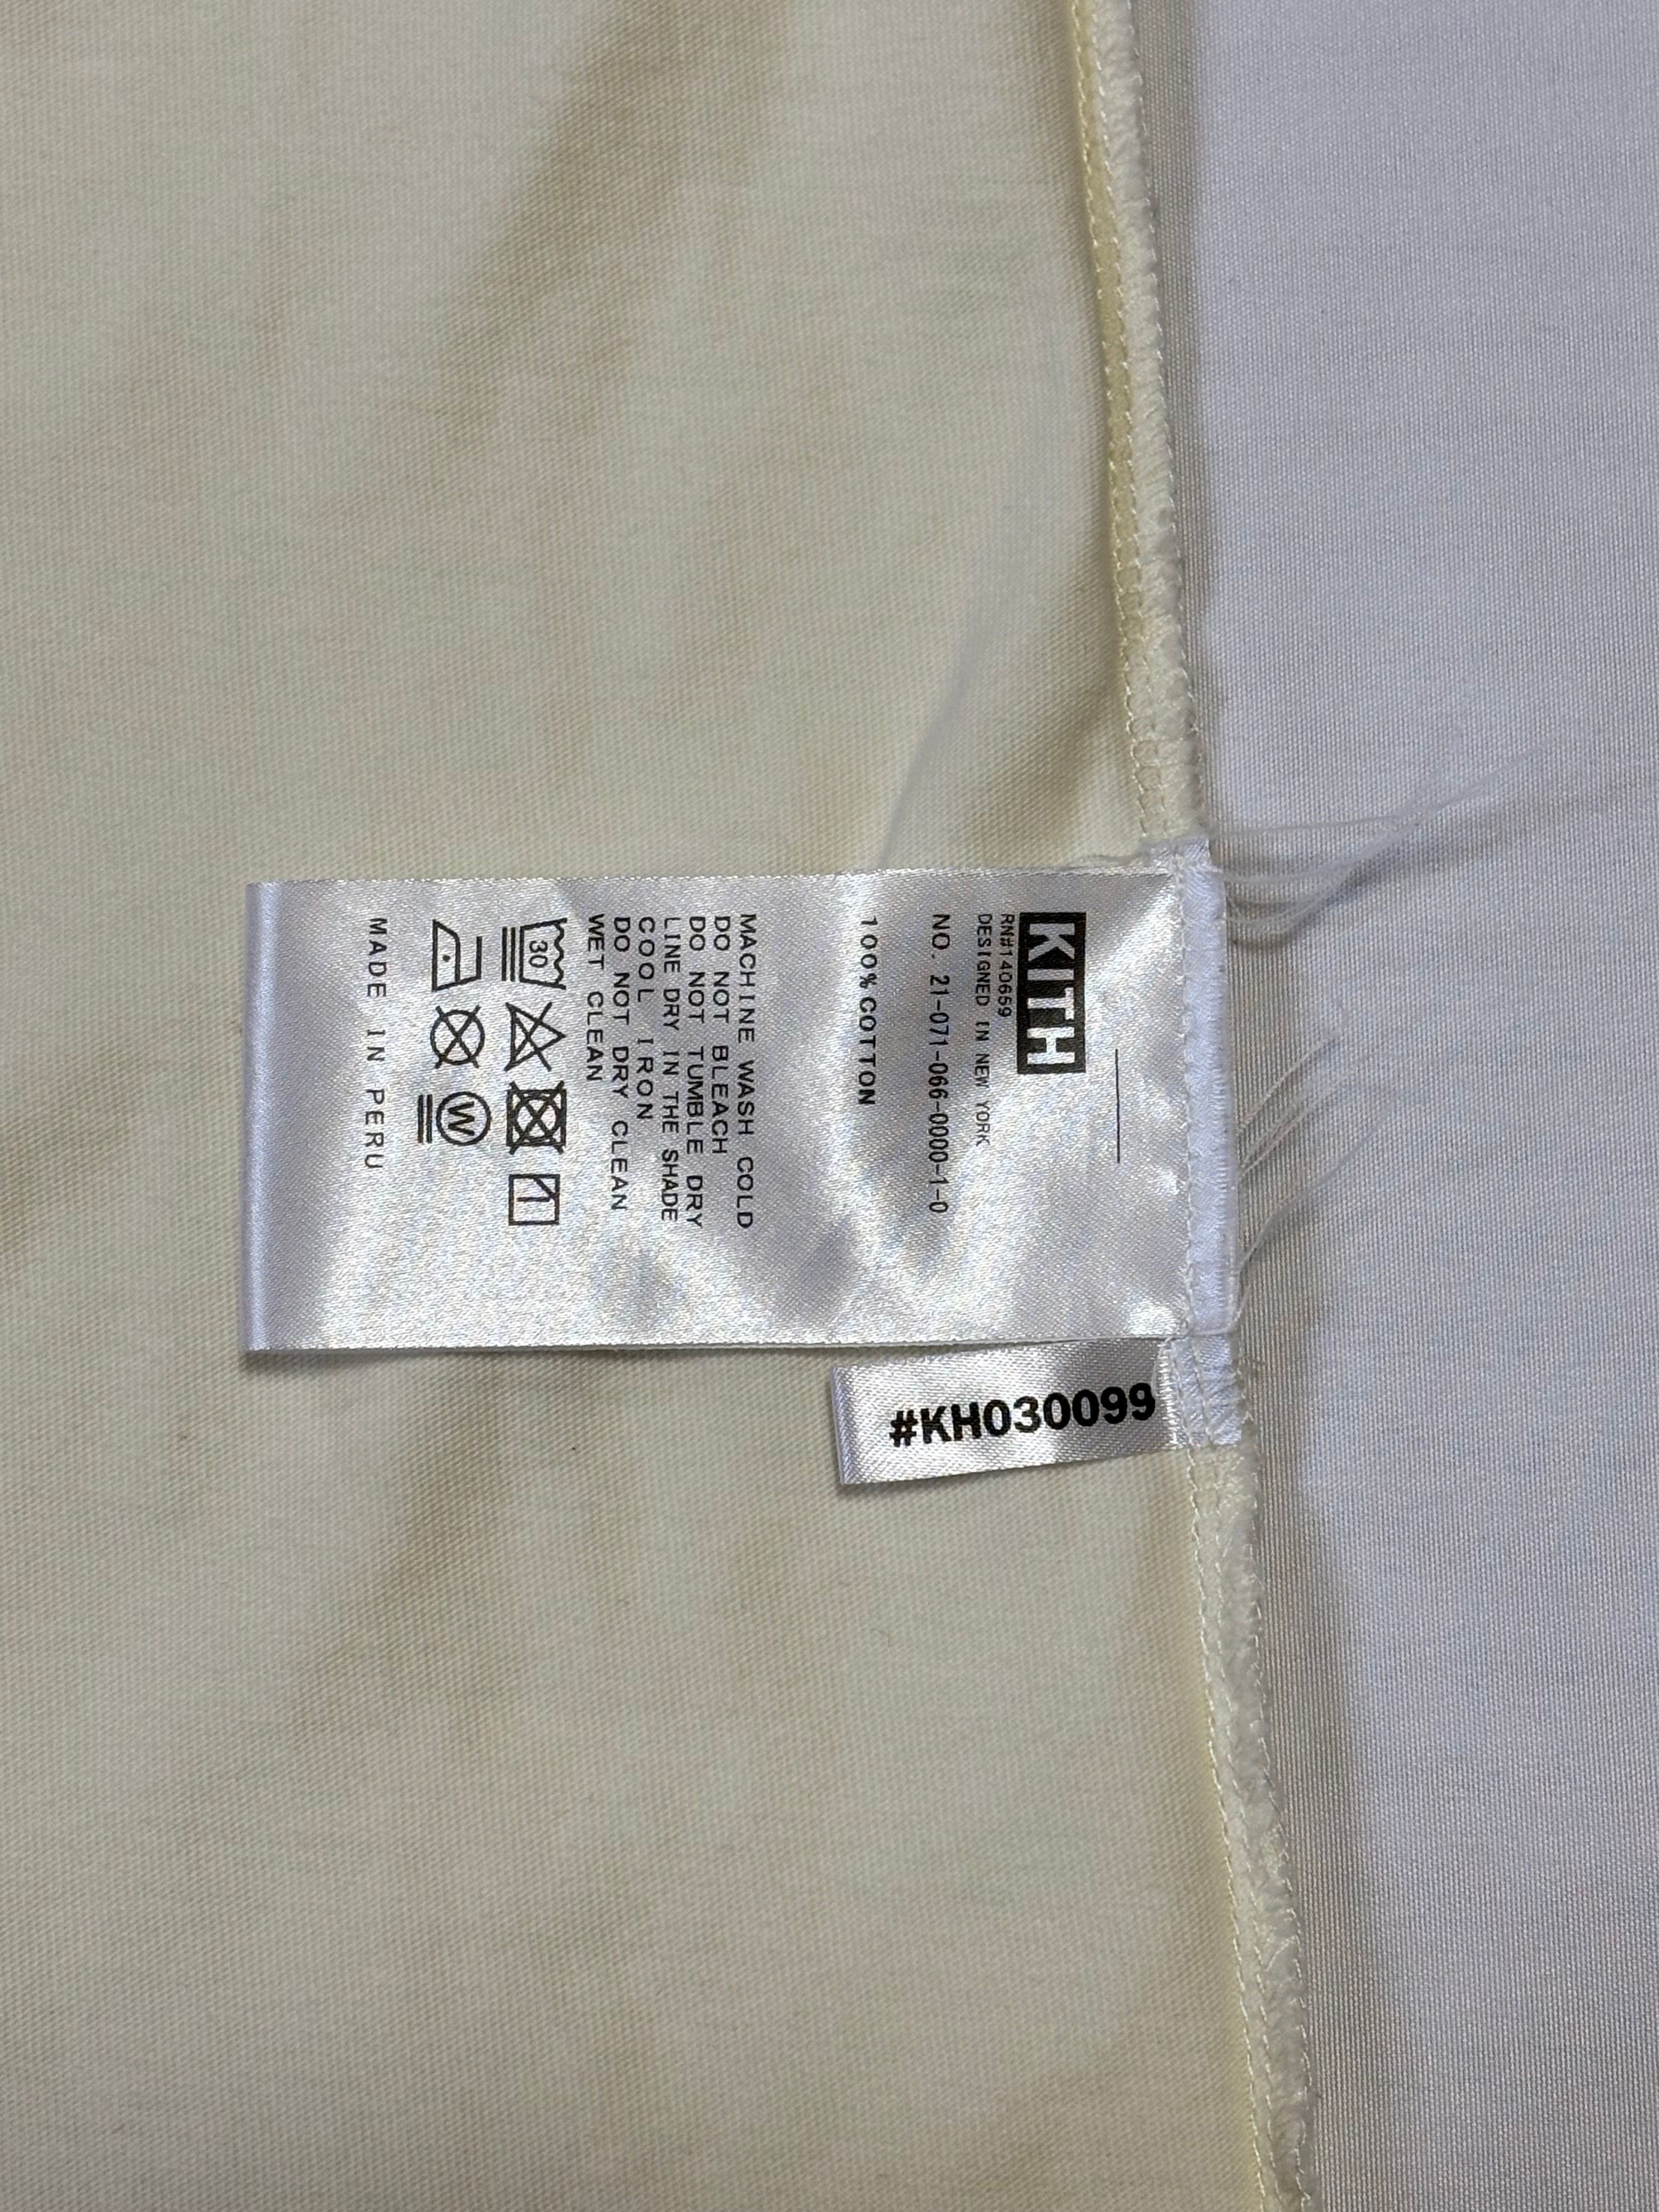 KITH
RN#140659
DESIGNED IN NEW YORK
NO. 21-071-066-0000-1-0
100% COTTON
MACHINE WASH COLD
DO NOT BLEACH
DO NOT TUMBLE DRY
LINE DRY IN THE SHADE
COOL IRON
DO NOT DRY CLEAN
WET CLEAN
30
W
MADE IN PERU
#KH030099